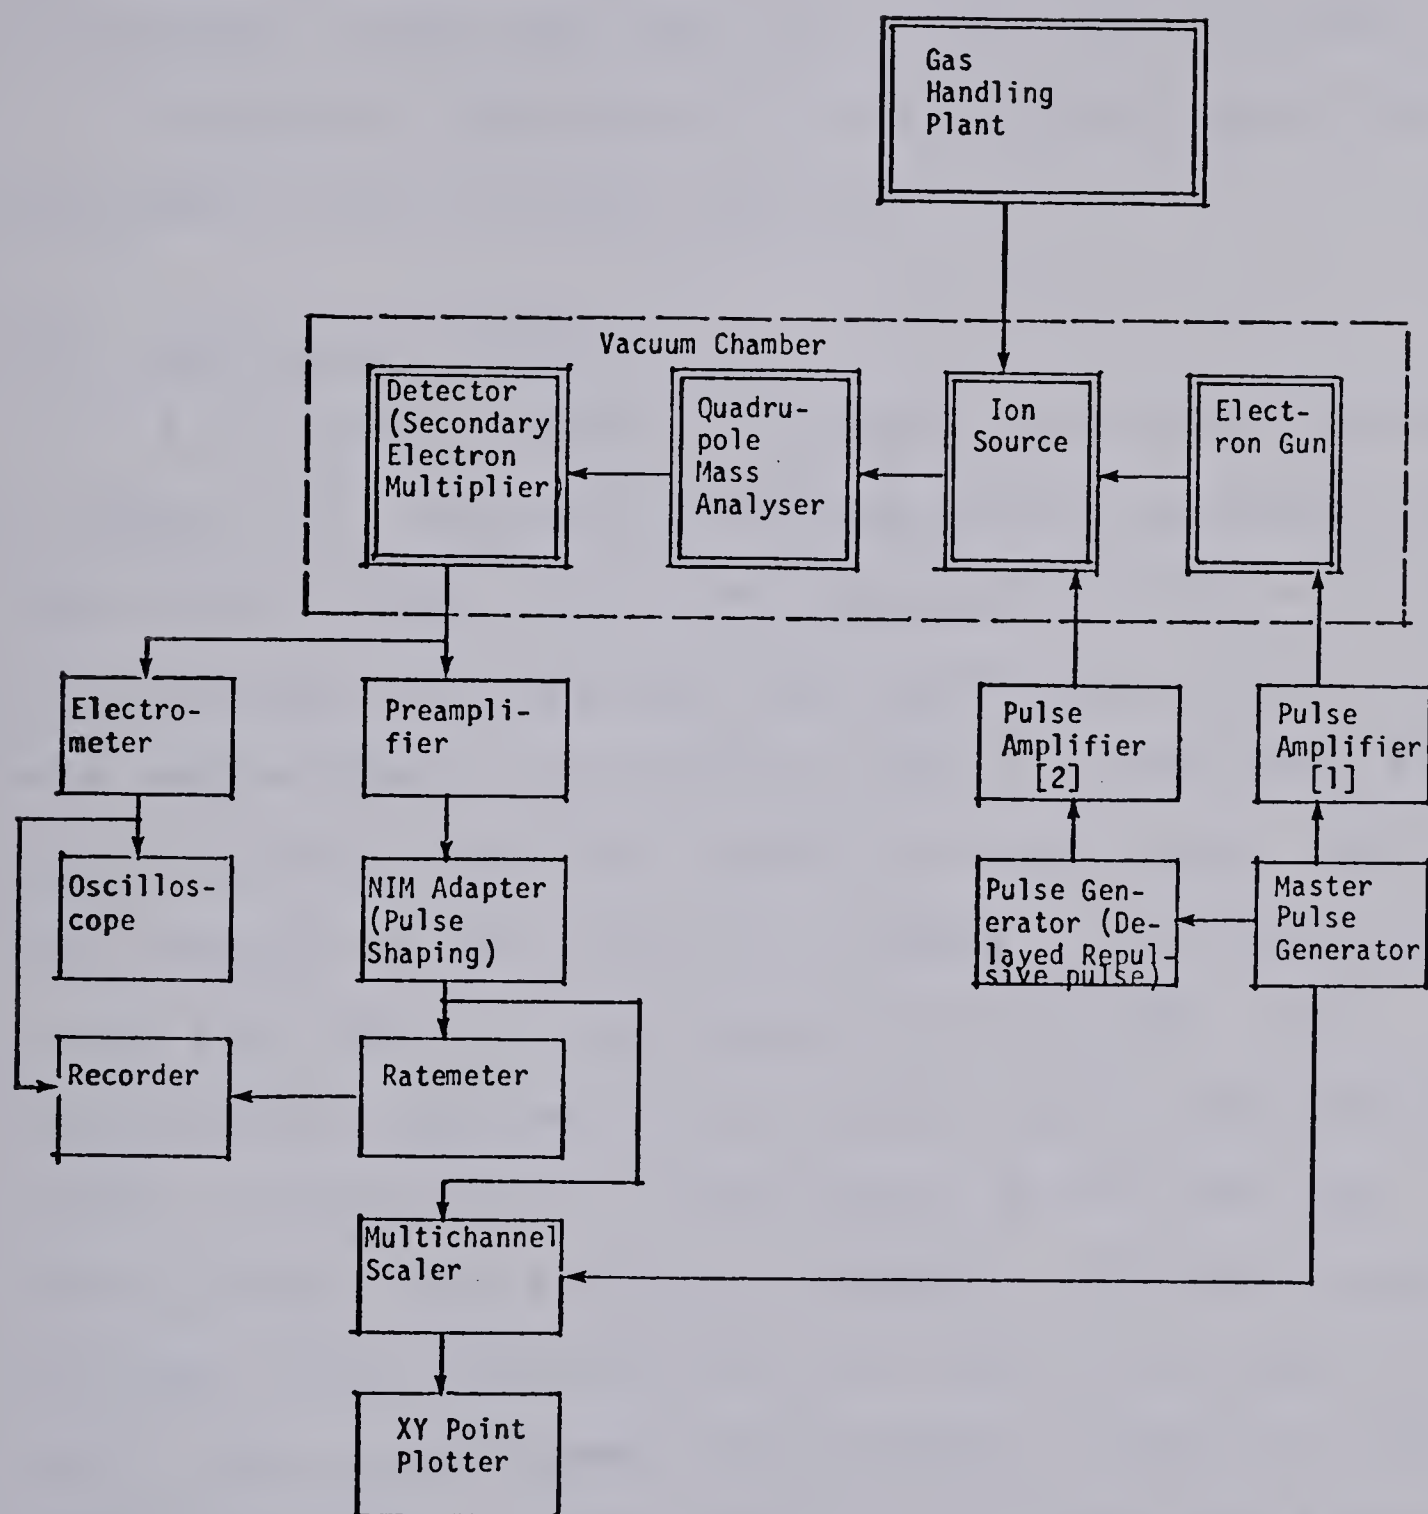 Gas
Handling
Plant
Vacuum Chamber
Detector
(Secondary
Electron
Multiplier)
Quadru-
pole
Mass
Analyser
Ion
Source
Elect-
ron Gun
Electro-
meter
Preampli-
fier
Pulse
Amplifier
[2]
Pulse
Amplifier
[1]
Oscillos-
cope
NIM Adapter
(Pulse
Shaping)
Pulse Gen-
erator (De-
layed Repul-
sive pulse)
Master
Pulse
Generator
Recorder
Ratemeter
Multichannel
Scaler
XY Point
Plotter